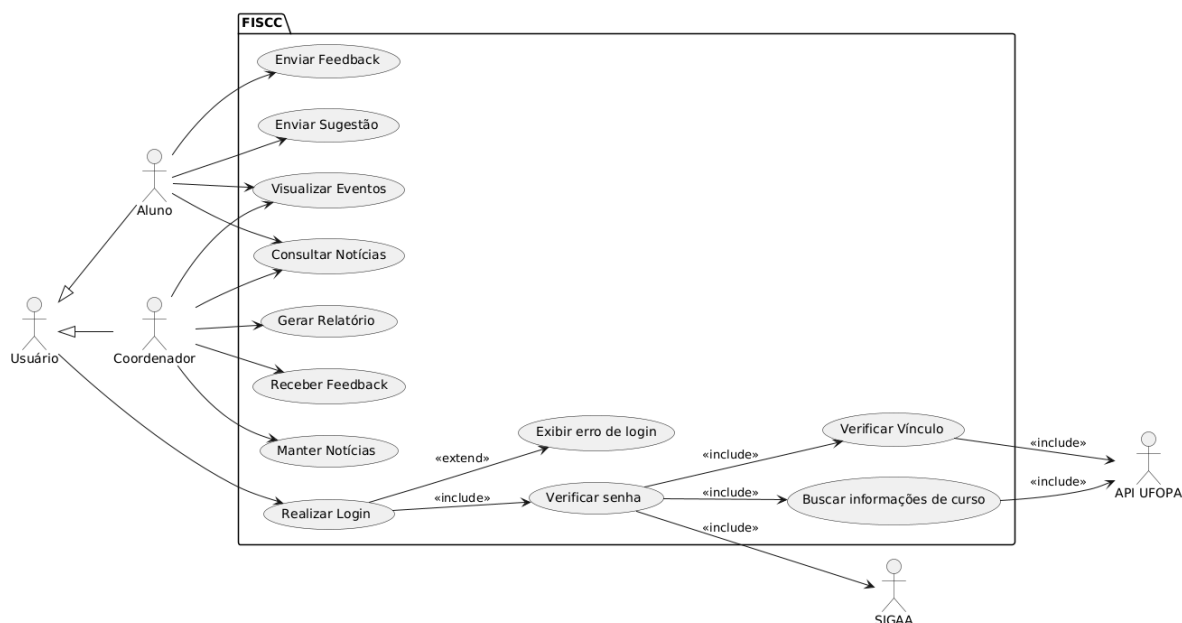 FISCC
Enviar Feedback
Enviar Sugestão
Aluno
Visualizar Eventos
Consultar Notícias
Gerar Relatório
Usuário
Coordenador
Receber Feedback
Manter Notícias
Realizar Login
«extend»
Exibir erro de login
«include»
Verificar senha
«include»
Verificar Vínculo
«include»
Buscar informações de curso
«include»
«include»
«include»
API UFOPA
SIGAA